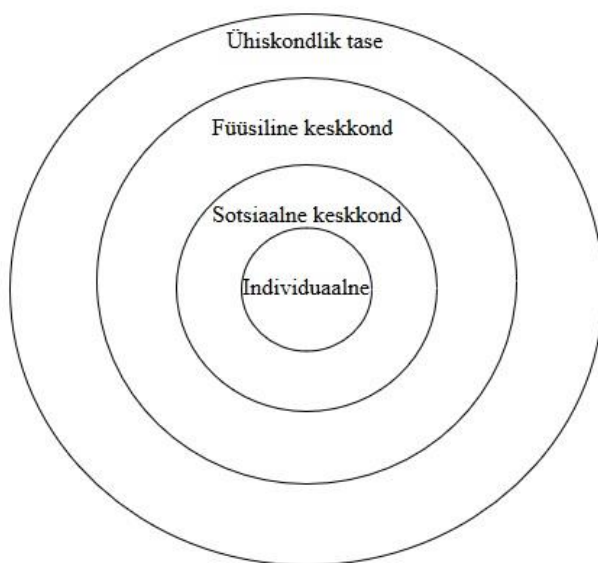 Ühiskondlik tase
Füüsiline keskkond
Sotsiaalne keskkond
Individuaalne